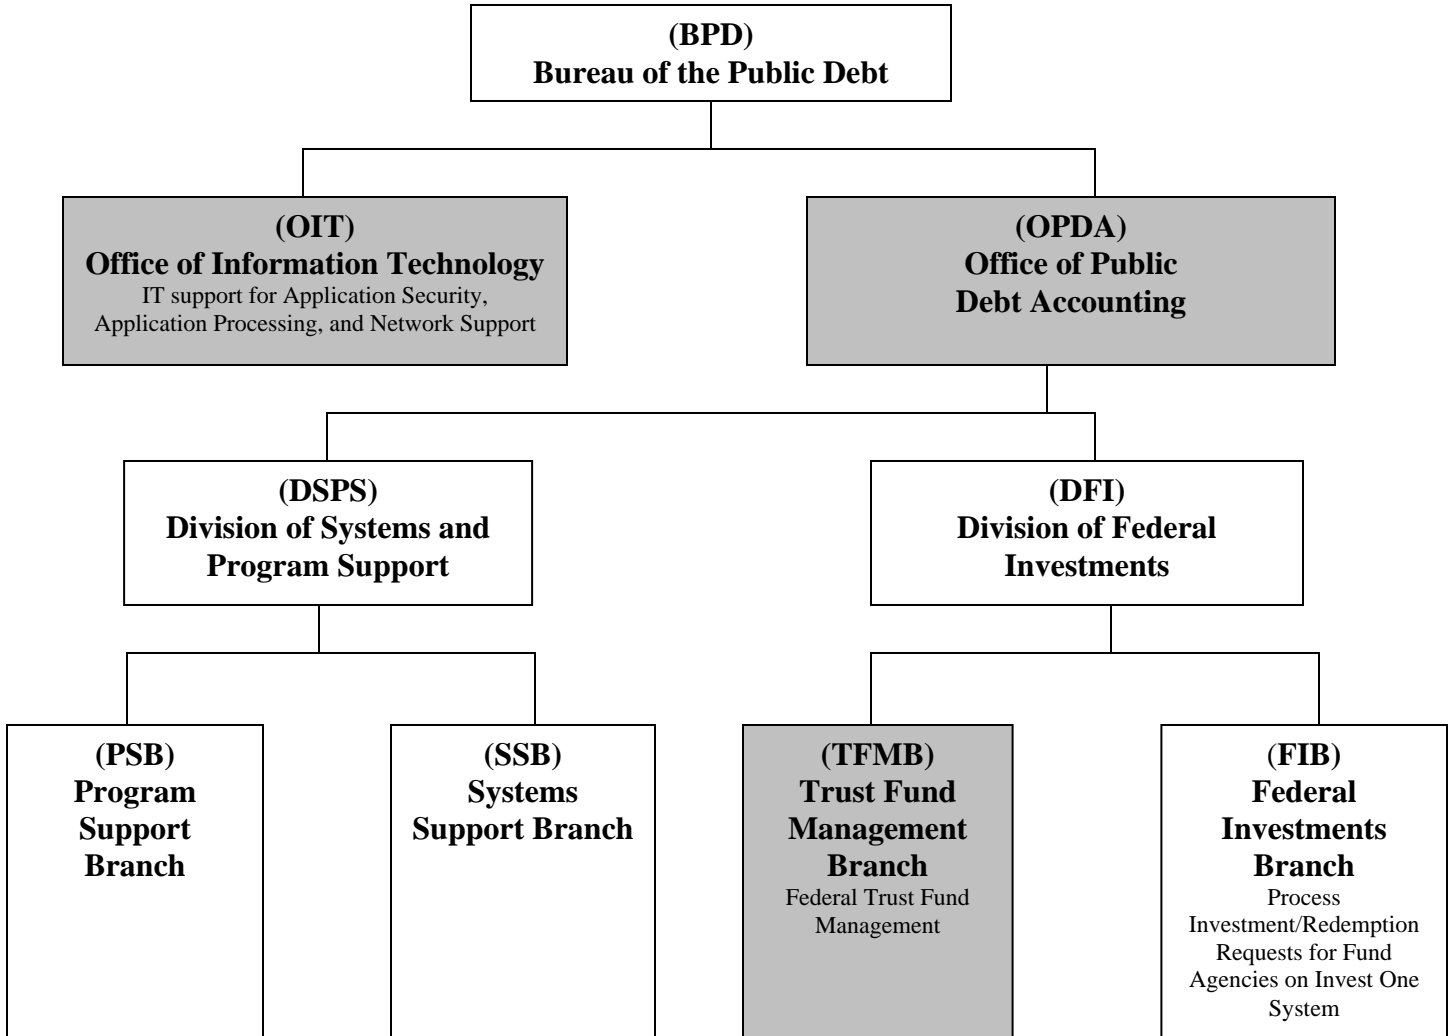 (BPD)
Bureau of the Public Debt
(OIT)
Office of Information Technology
IT support for Application Security,
Application Processing, and Network Support
(OPDA)
Office of Public
Debt Accounting
(DSPS)
Division of Systems and
Program Support
(DFI)
Division of Federal
Investments
(PSB)
Program
Support
Branch
(SSB)
Systems
Support Branch
(TFMB)
Trust Fund
Management
Branch
Federal Trust Fund
Management
(FIB)
Federal
Investments
Branch
Process
Investment/Redemption
Requests for Fund
Agencies on Invest One
System